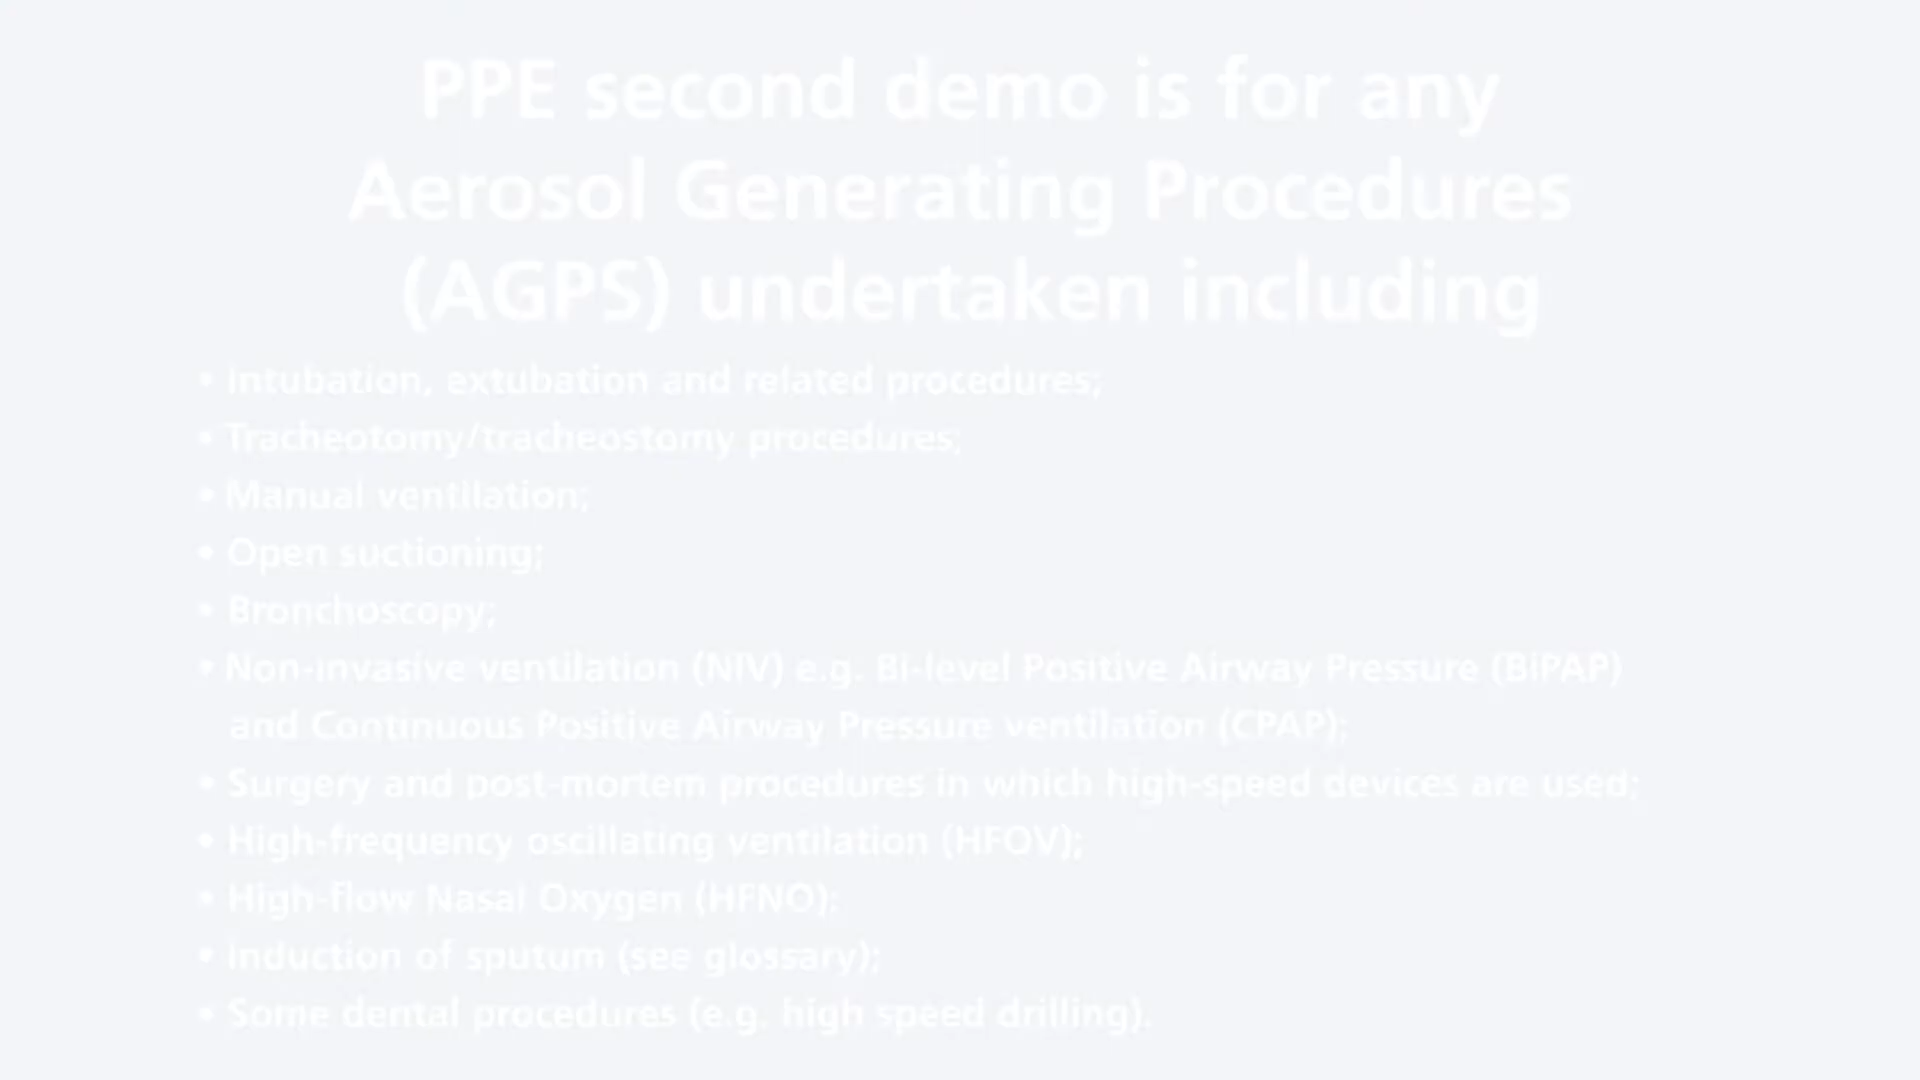 PPE second demo is for any
Aerosol Generating Procedures
(AGPS) undertaken including
• Intubation, extubation and related procedures;
• Tracheotomy/tracheostomy procedures;
• Manual ventilation;
• Open suctioning;
• Bronchoscopy;
• Non-invasive ventilation (NIV) e.g. Bi-level Positive Airway Pressure (BiPAP)
and Continuous Positive Airway Pressure ventilation (CPAP);
• Surgery and post-mortem procedures in which high-speed devices are used;
• High-frequency oscillating ventilation (HFOV);
• High-flow Nasal Oxygen (HFNO);
• Induction of sputum (see glossary);
• Some dental procedures (e.g. high speed drilling).